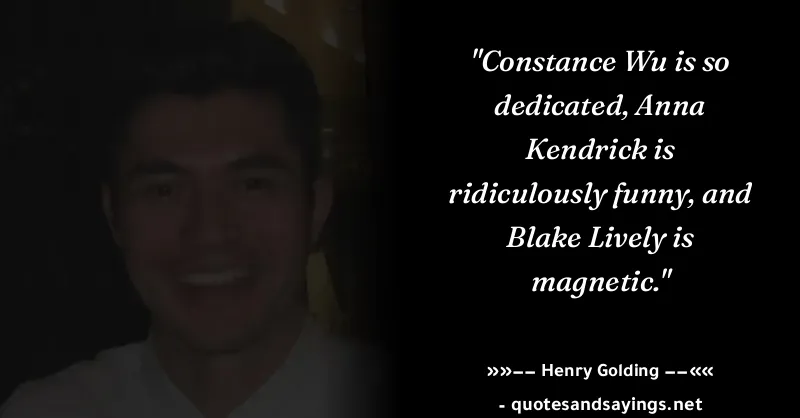 "Constance Wu is so
dedicated, Anna
Kendrick is
ridiculously funny, and
Blake Lively is
magnetic."
»»−− Henry Golding −−««
- quotesandsayings.net